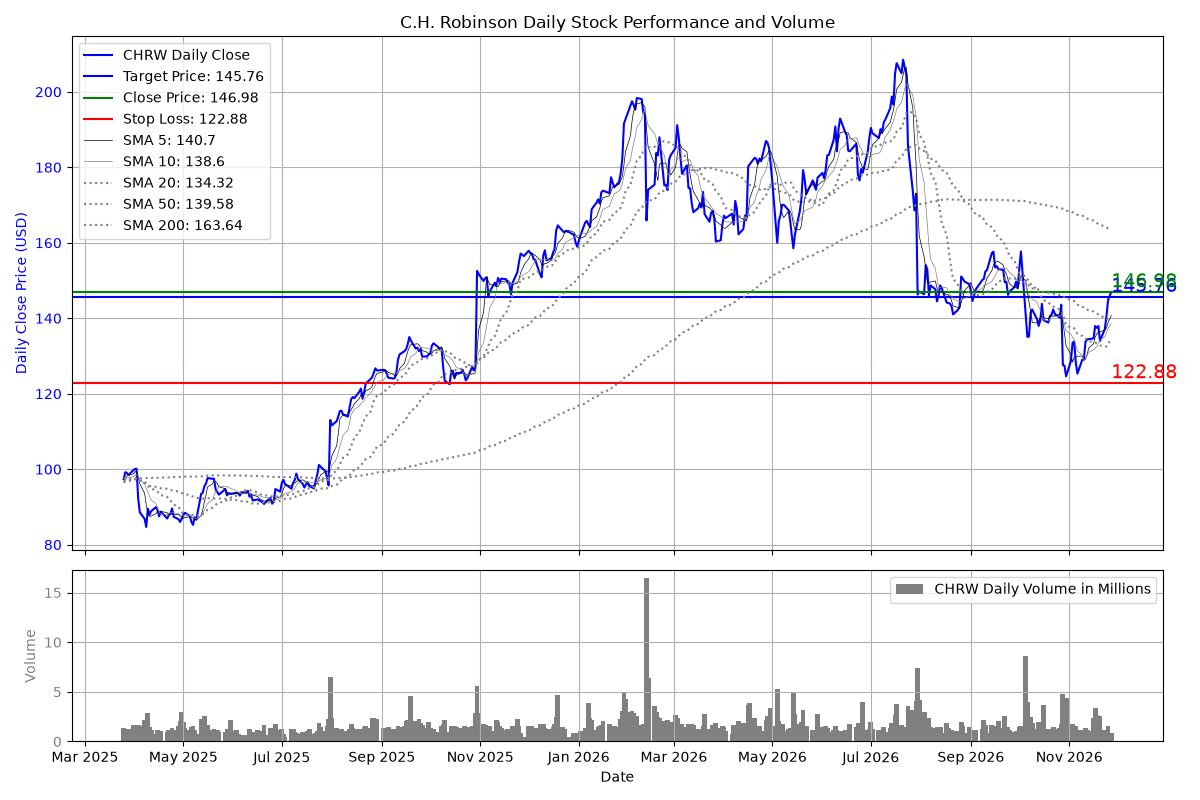 C.H. Robinson Daily Stock Performance and Volume
CHRW Daily Close
Target Price: 145.76
Close Price: 146.98
Stop Loss: 122.88
SMA 5: 140.7
SMA 10: 138.6
SMA 20: 134.32
SMA 50: 139.58
SMA 200: 163.64
Daily Close Price (USD)
200
180
160
140
120
100
80
146.98
145.76
122.88
CHRW Daily Volume in Millions
Volume
15
10
5
0
Mar 2025
May 2025
Jul 2025
Sep 2025
Nov 2025
Jan 2026
Mar 2026
May 2026
Jul 2026
Sep 2026
Nov 2026
Date